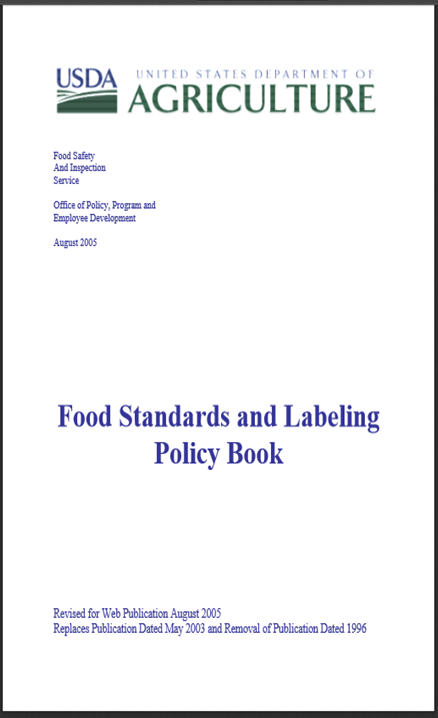 USDA
UNITED STATES DEPARTMENT OF
AGRICULTURE
Food Safety
And Inspection
Service
Office of Policy, Program and
Employee Development
August 2005
Food Standards and Labeling
Policy Book
Revised for Web Publication August 2005
Replaces Publication Dated May 2003 and Removal of Publication Dated 1996